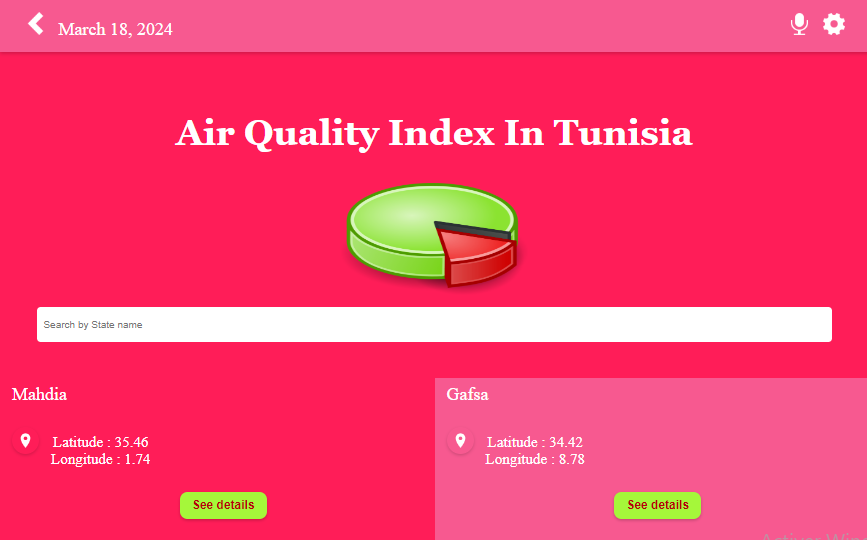 March 18, 2024
Air Quality Index In Tunisia
Search by State name
Mahdia
Latitude : 35.46
Longitude : 1.74
See details
Gafsa
Latitude : 34.42
Longitude : 8.78
See details